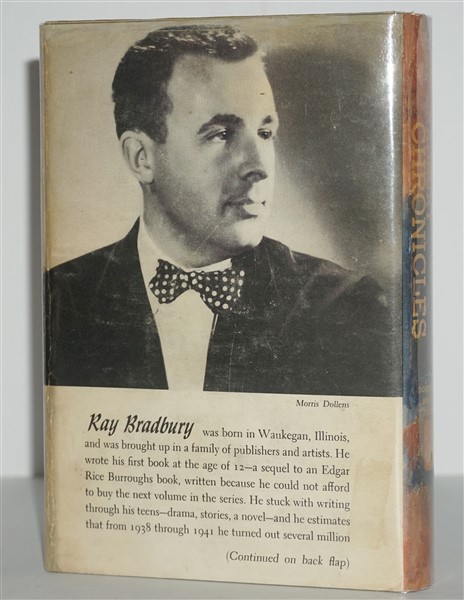 Morris Dollens
Ray Bradbury was born in Waukegan, Illinois,
and was brought up in a family of publishers and artists. He
wrote his first book at the age of 12—a sequel to an Edgar
Rice Burroughs book, written because he could not afford
to buy the next volume in the series. He stuck with writing
through his teens—drama, stories, a novel—and he estimates
that from 1938 through 1941 he turned out several million
(Continued on back flap)
CHRONICLES